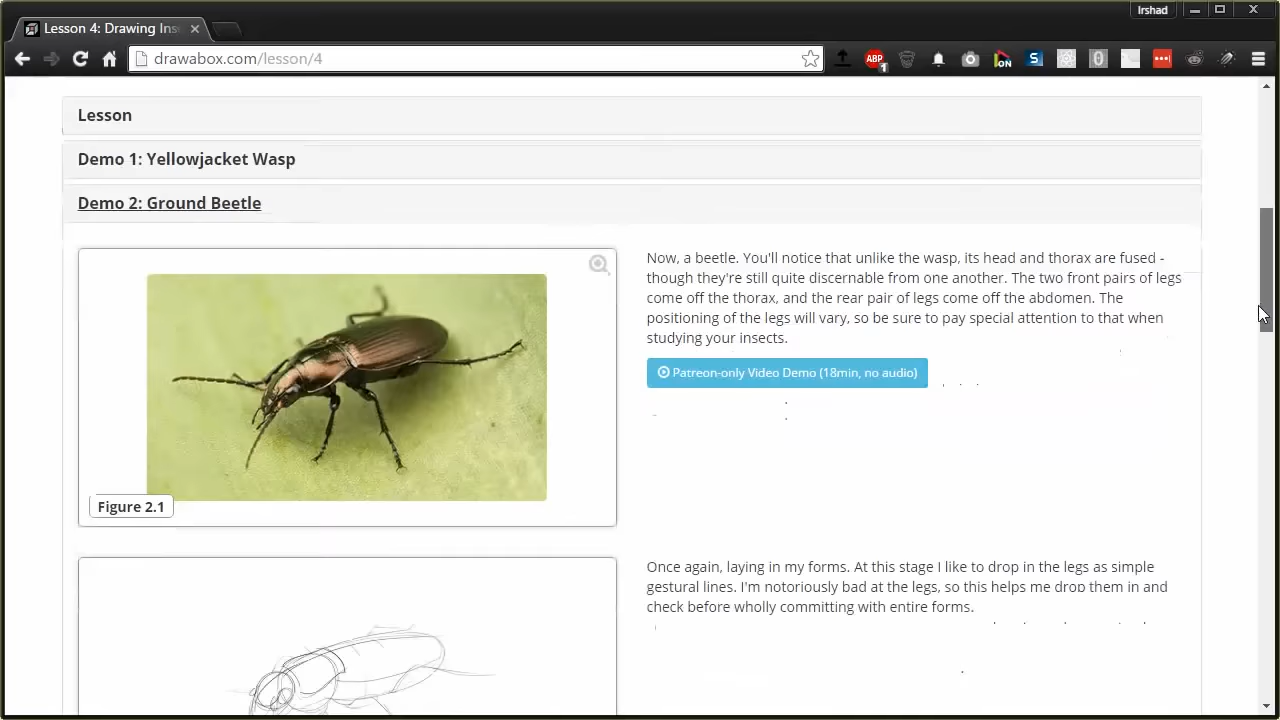 Irshad
Lesson 4: Drawing Ins
drawabox.com/lesson/4
ABP
1
ON
S
Lesson
Demo 1: Yellowjacket Wasp
Demo 2: Ground Beetle
Now, a beetle. You'll notice that unlike the wasp, its head and thorax are fused -
though they're still quite discernable from one another. The two front pairs of legs
come off the thorax, and the rear pair of legs come off the abdomen. The
positioning of the legs will vary, so be sure to pay special attention to that when
studying your insects.
Patreon-only Video Demo (18min, no audio)
Figure 2.1
Once again, laying in my forms. At this stage I like to drop in the legs as simple
gestural lines. I'm notoriously bad at the legs, so this helps me drop them in and
check before wholly committing with entire forms.